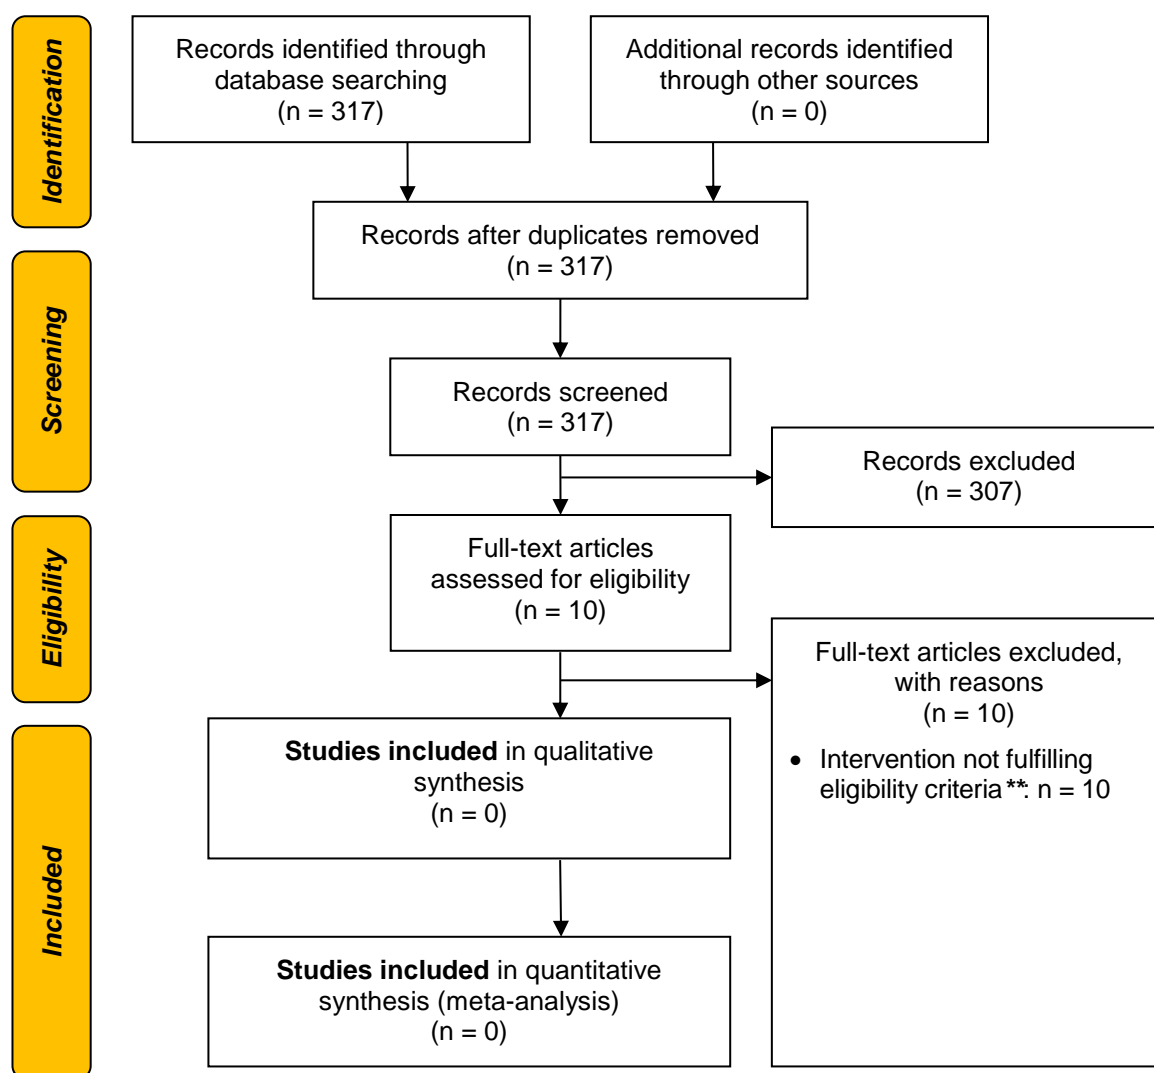 Identification
Records identified through
database searching
(n = 317)
Additional records identified
through other sources
(n = 0)
Records after duplicates removed
(n = 317)
Screening
Records screened
(n = 317)
Records excluded
(n = 307)
Eligibility
Full-text articles
assessed for eligibility
(n = 10)
Full-text articles excluded,
with reasons
(n = 10)
• Intervention not fulfilling
eligibility criteria**: n = 10
Included
Studies included in qualitative
synthesis
(n = 0)
Studies included in quantitative
synthesis (meta-analysis)
(n = 0)